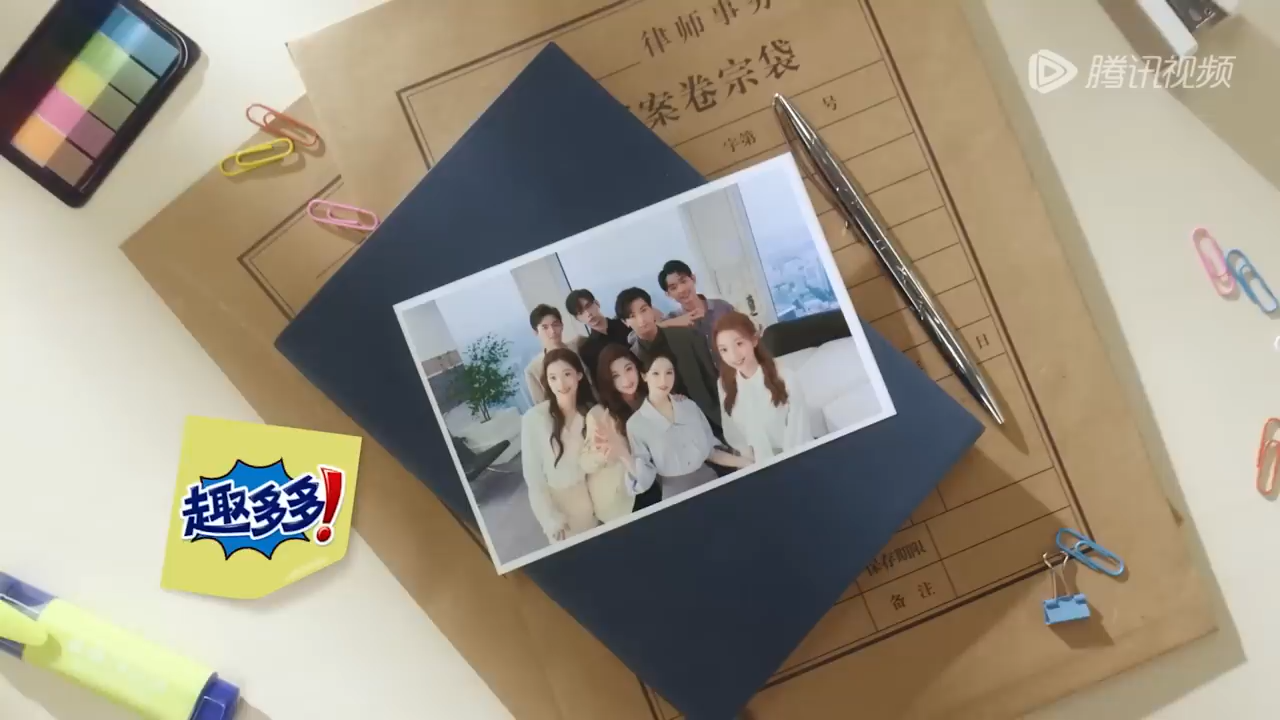 律师事务
腾讯视频
档案卷宗袋
字第 号
日
趣多多!
保存期限
备 注